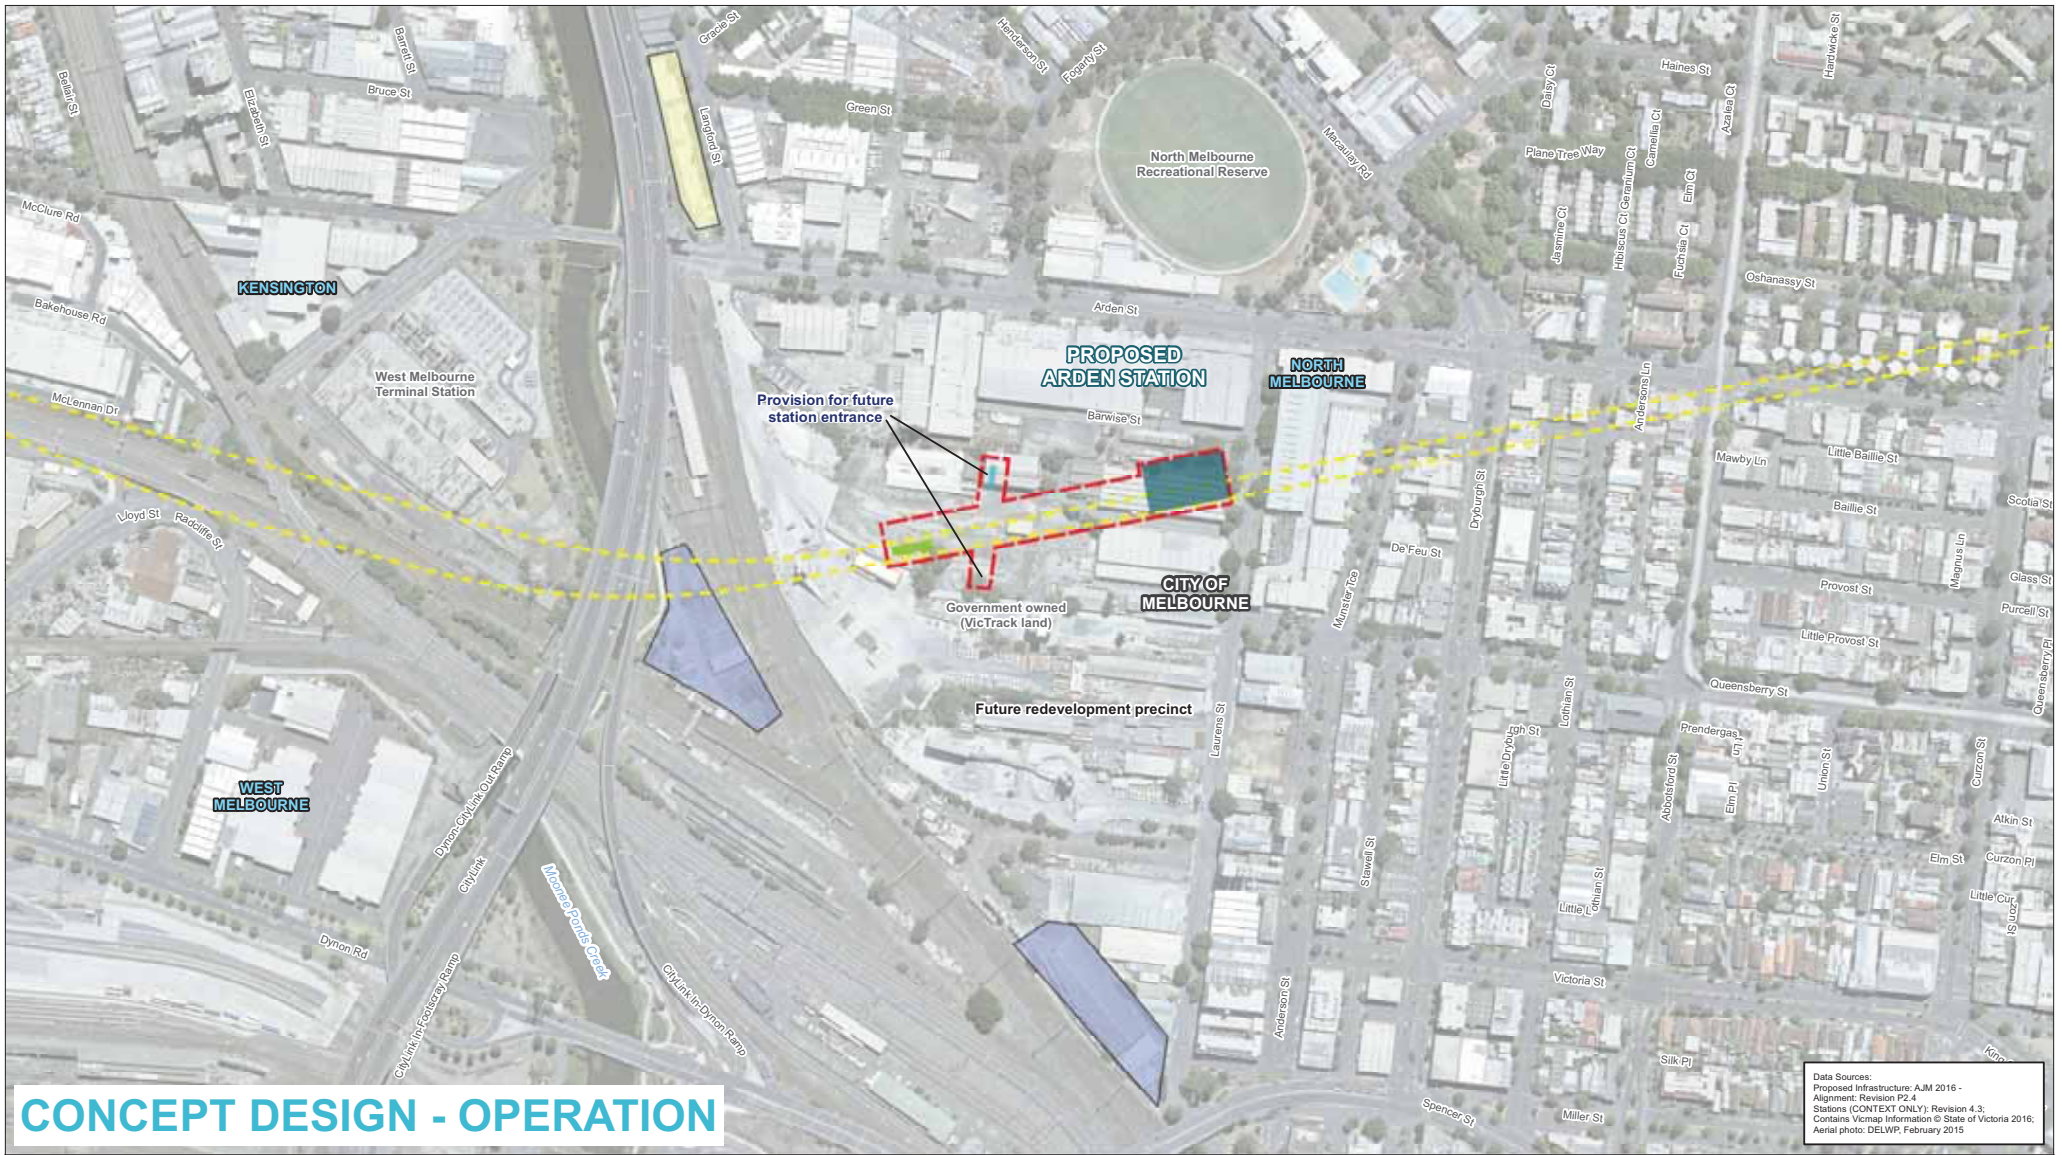 Gracie St
Henderson St
Fogarty St
Hardwicke St
Barrett St
Bellair St
Bruce St
Elizabeth St
Langford St
Green St
North Melbourne
Recreational Reserve
Macaulay Rd
Haines St
Daisy Ct
Azalea Ct
Camellia Ct
Plane Tree Way
Geranium Ct
Elm Ct
Jasmine Ct
Hibiscus Ct
Fuchsia Ct
Oshanassy St
McClure Rd
KENSINGTON
Bakehouse Rd
Arden St
PROPOSED
ARDEN STATION
NORTH
MELBOURNE
West Melbourne
Terminal Station
McLennan Dr
Provision for future
station entrance
Barwise St
Andersons Ln
Mawby Ln
Little Baillie St
Scotia St
Baillie St
Dryburgh St
Lloyd St
Radcliffe St
De Feu St
Magnus Ln
Glass St
Provost St
Purcell St
CITY OF
MELBOURNE
Munster Tce
Government owned
(VicTrack land)
Little Provost St
Queensberry Pl
Queensberry St
Future redevelopment precinct
Laurens St
Lothian St
Little Dryburgh St
Prendergast Ln
Abbotsford St
Elm Pl
Union St
Curzon St
WEST
MELBOURNE
Dynon-CityLink Out Ramp
CityLink
Atkin St
Elm St
Curzon Pl
Stawell St
Little Lothian St
Little Curzon St
Moonee Ponds Creek
Dynon Rd
CityLink In-Footscray Ramp
CityLink In-Dynon Ramp
Victoria St
Anderson St
Silk Pl
King
Spencer St
Miller St
CONCEPT DESIGN - OPERATION
Data Sources:
Proposed Infrastructure: AJM 2016 -
Alignment: Revision P2.4
Stations (CONTEXT ONLY): Revision 4.3;
Contains Vicmap Information © State of Victoria 2016;
Aerial photo: DELWP, February 2015